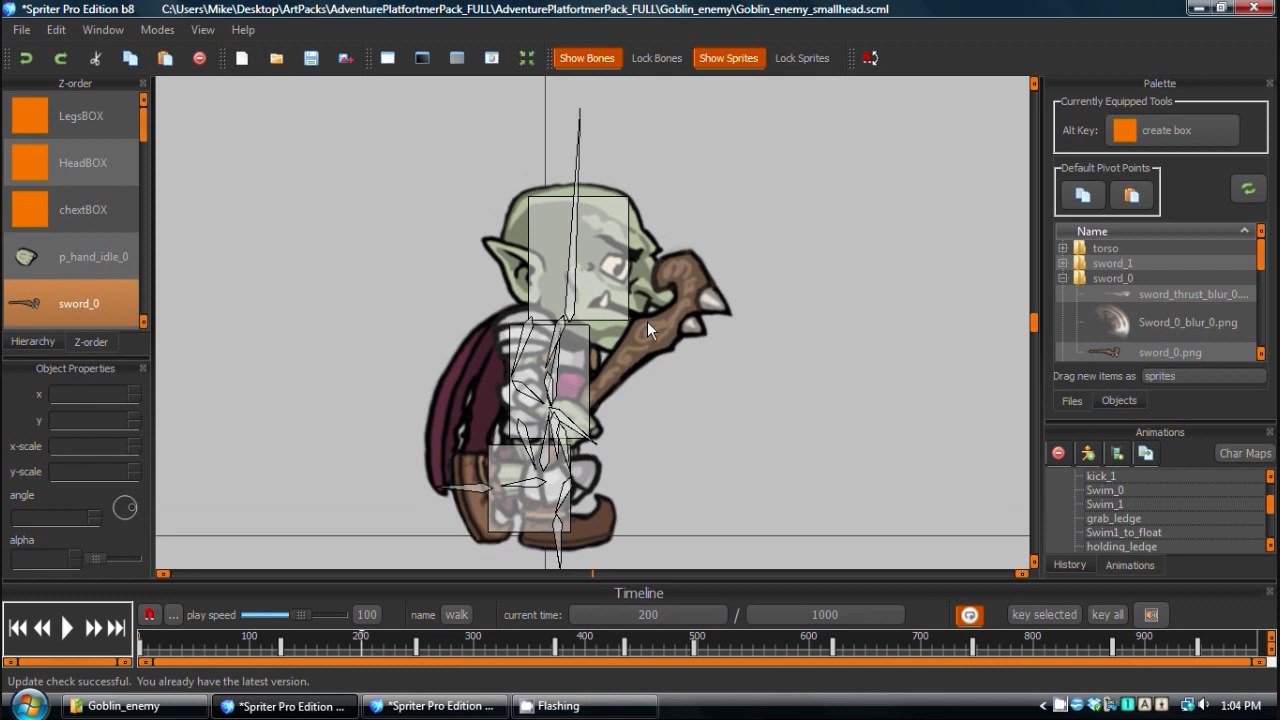 *Spriter Pro Edition b8 C:\Users\Mike\Desktop\ArtPacks\AdventurePlatfortmerPack_FULL\AdventurePlatfortmerPack_FULL\Goblin_enemy\Goblin_enemy_smallhead.scml
File Edit Window Modes View Help
Show Bones Lock Bones Show Sprites Lock Sprites
Z-order
LegsBOX
HeadBOX
chextBOX
p_hand_idle_0
sword_0
Hierarchy Z-order
Object Properties
x
y
x-scale
y-scale
angle
alpha
Palette
Currently Equipped Tools
Alt Key: create box
Default Pivot Points
Name
torso
sword_1
sword_0
sword_thrust_blur_0....
Sword_0_blur_0.png
sword_0.png
Drag new items as sprites
Files Objects
Animations
Char Maps
kick_1
Swim_0
Swim_1
grab_ledge
Swim1_to_float
holding_ledge
History Animations
Timeline
... play speed 100 name walk current time: 200 / 1000 key selected key all
100 200 300 400 500 600 700 800 900
Update check successful. You already have the latest version.
Goblin_enemy *Spriter Pro Edition ... *Spriter Pro Edition ... Flashing 1:04 PM